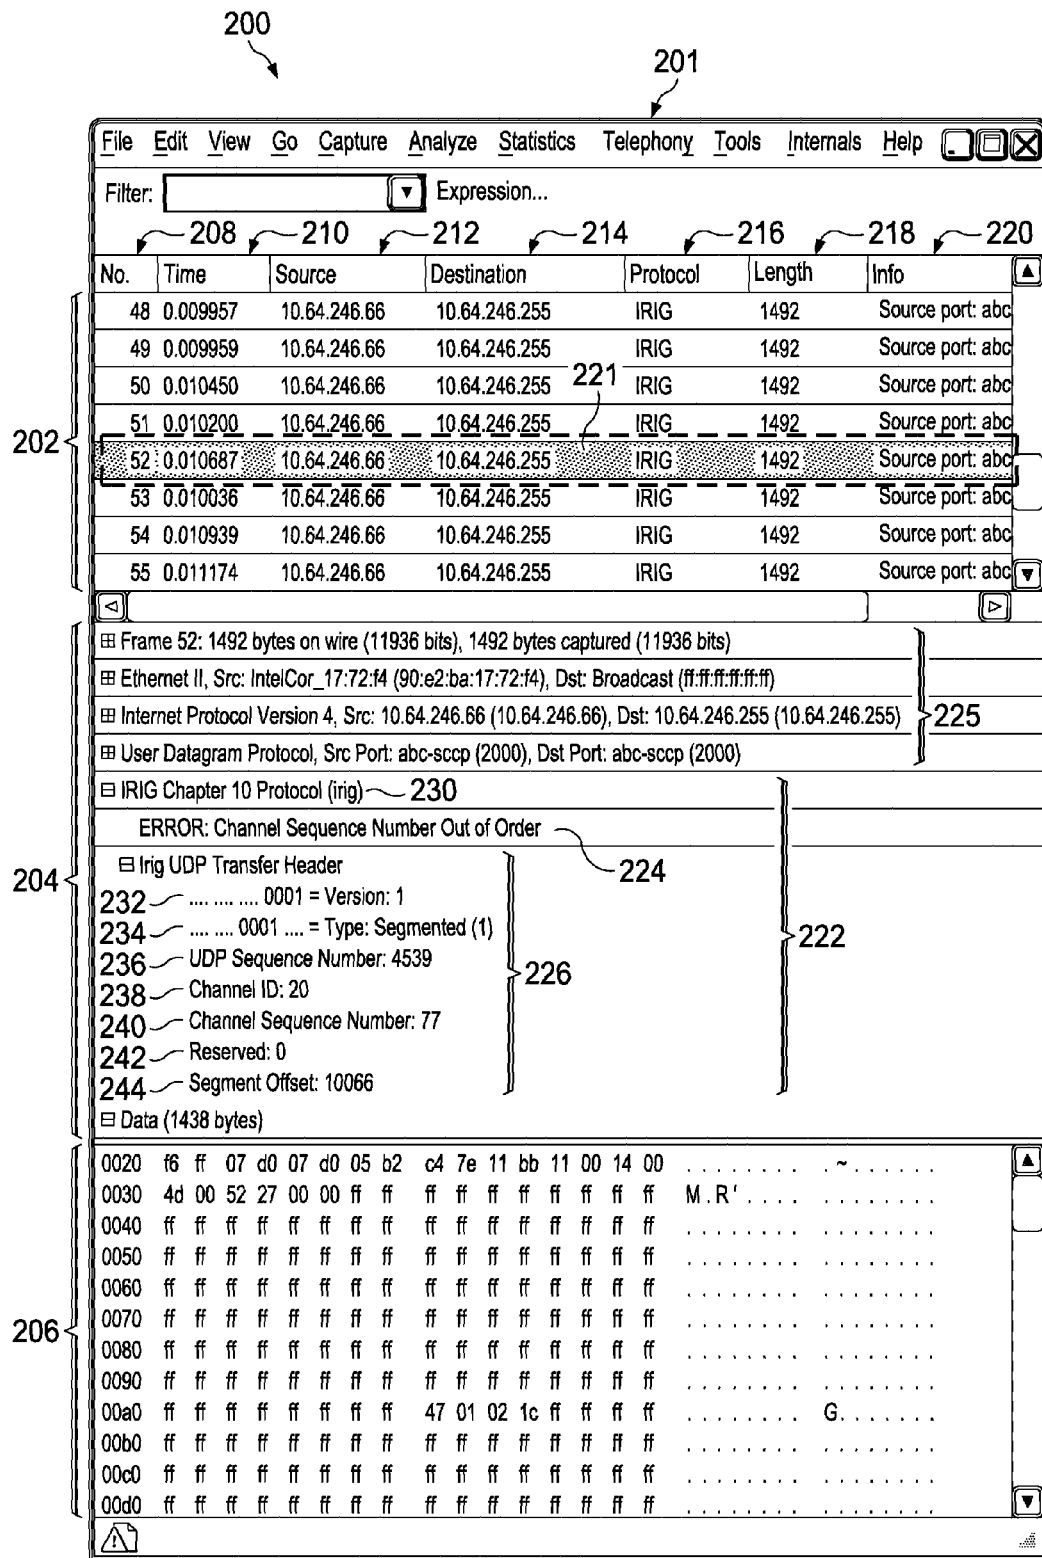 200
201
File Edit View Go Capture Analyze Statistics Telephony Tools Internals Help
Filter: Expression...
208 210 212 214 216 218 220
No. Time Source Destination Protocol Length Info
48 0.009957 10.64.246.66 10.64.246.255 IRIG 1492 Source port: abc
49 0.009959 10.64.246.66 10.64.246.255 IRIG 1492 Source port: abc
50 0.010450 10.64.246.66 10.64.246.255 221 IRIG 1492 Source port: abc
51 0.010200 10.64.246.66 10.64.246.255 IRIG 1492 Source port: abc
202
52 0.010687 10.64.246.66 10.64.246.255 IRIG 1492 Source port: abc
53 0.010036 10.64.246.66 10.64.246.255 IRIG 1492 Source port: abc
54 0.010939 10.64.246.66 10.64.246.255 IRIG 1492 Source port: abc
55 0.011174 10.64.246.66 10.64.246.255 IRIG 1492 Source port: abc
Frame 52: 1492 bytes on wire (11936 bits), 1492 bytes captured (11936 bits)
Ethernet II, Src: IntelCor_17:72:f4 (90:e2:ba:17:72:f4), Dst: Broadcast (ff:ff:ff:ff:ff:ff)
Internet Protocol Version 4, Src: 10.64.246.66 (10.64.246.66), Dst: 10.64.246.255 (10.64.246.255) 225
User Datagram Protocol, Src Port: abc-sccp (2000), Dst Port: abc-sccp (2000)
IRIG Chapter 10 Protocol (irig) 230
ERROR: Channel Sequence Number Out of Order
224
204
Irig UDP Transfer Header
232 .... .... .... 0001 = Version: 1
234 .... .... 0001 .... = Type: Segmented (1)
222
236 UDP Sequence Number: 4539
226
238 Channel ID: 20
240 Channel Sequence Number: 77
242 Reserved: 0
244 Segment Offset: 10066
Data (1438 bytes)
0020 f6 ff 07 d0 07 d0 05 b2 c4 7e 11 bb 11 00 14 00 . . . . . . . . . ~ . . . . . .
0030 4d 00 52 27 00 00 ff ff ff ff ff ff ff ff ff ff M . R ' . . . . . . . . . . . .
0040 ff ff ff ff ff ff ff ff ff ff ff ff ff ff ff ff . . . . . . . . . . . . . . . .
0050 ff ff ff ff ff ff ff ff ff ff ff ff ff ff ff ff . . . . . . . . . . . . . . . .
0060 ff ff ff ff ff ff ff ff ff ff ff ff ff ff ff ff . . . . . . . . . . . . . . . .
0070 ff ff ff ff ff ff ff ff ff ff ff ff ff ff ff ff . . . . . . . . . . . . . . . .
206
0080 ff ff ff ff ff ff ff ff ff ff ff ff ff ff ff ff . . . . . . . . . . . . . . . .
0090 ff ff ff ff ff ff ff ff ff ff ff ff ff ff ff ff . . . . . . . . . . . . . . . .
00a0 ff ff ff ff ff ff ff ff 47 01 02 1c ff ff ff ff . . . . . . . . G . . . . . . .
00b0 ff ff ff ff ff ff ff ff ff ff ff ff ff ff ff ff . . . . . . . . . . . . . . . .
00c0 ff ff ff ff ff ff ff ff ff ff ff ff ff ff ff ff . . . . . . . . . . . . . . . .
00d0 ff ff ff ff ff ff ff ff ff ff ff ff ff ff ff ff . . . . . . . . . . . . . . . .